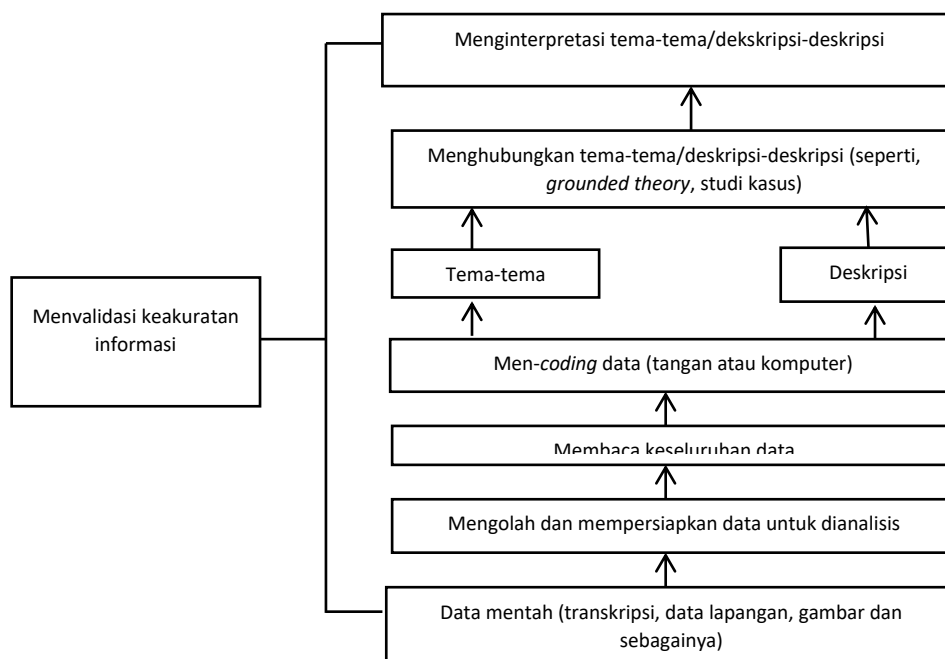 Menginterpretasi tema-tema/dekskripsi-deskripsi
Menghubungkan tema-tema/deskripsi-deskripsi (seperti,
grounded theory, studi kasus)
Tema-tema
Deskripsi
Menvalidasi keakuratan
informasi
Men-coding data (tangan atau komputer)
Membaca keseluruhan data
Mengolah dan mempersiapkan data untuk dianalisis
Data mentah (transkripsi, data lapangan, gambar dan
sebagainya)